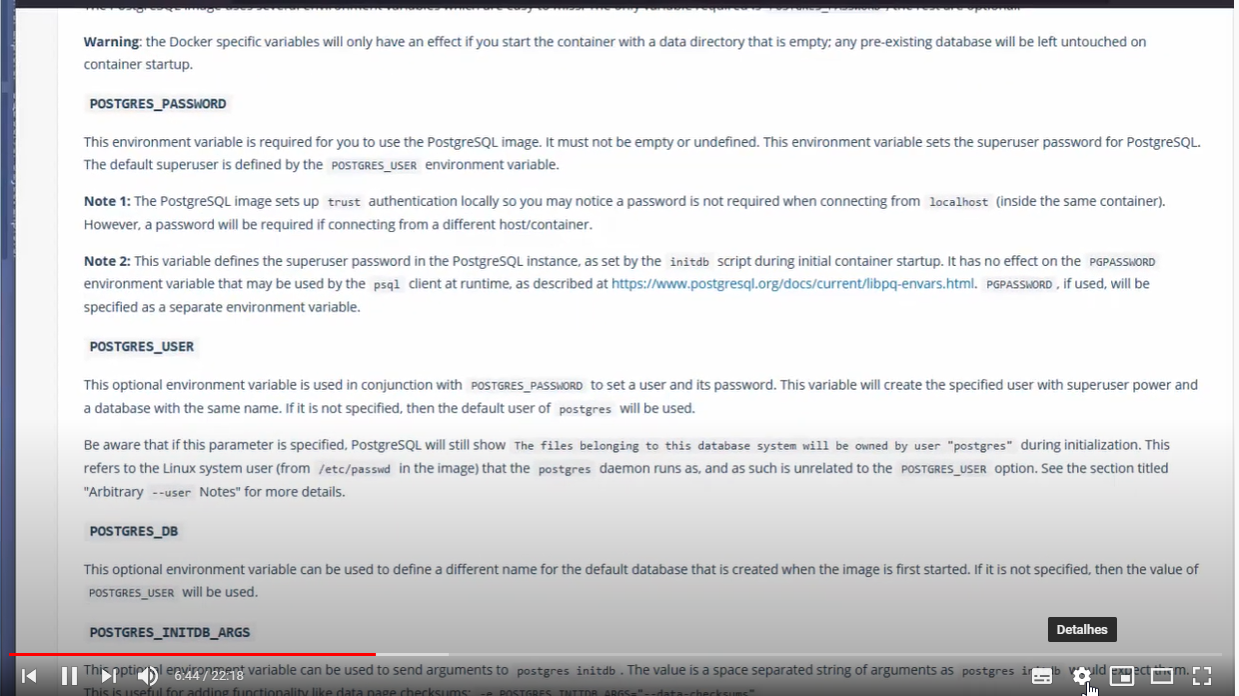 The PostgreSQL image uses several environment variables which are easy to miss. The only variable required is POSTGRES_PASSWORD, the rest are optional.
Warning: the Docker specific variables will only have an effect if you start the container with a data directory that is empty; any pre-existing database will be left untouched on
container startup.
POSTGRES_PASSWORD
This environment variable is required for you to use the PostgreSQL image. It must not be empty or undefined. This environment variable sets the superuser password for PostgreSQL.
The default superuser is defined by the POSTGRES_USER environment variable.
Note 1: The PostgreSQL image sets up trust authentication locally so you may notice a password is not required when connecting from localhost (inside the same container).
However, a password will be required if connecting from a different host/container.
Note 2: This variable defines the superuser password in the PostgreSQL instance, as set by the initdb script during initial container startup. It has no effect on the PGPASSWORD
environment variable that may be used by the psql client at runtime, as described at https://www.postgresql.org/docs/current/libpq-envars.html. PGPASSWORD, if used, will be
specified as a separate environment variable.
POSTGRES_USER
This optional environment variable is used in conjunction with POSTGRES_PASSWORD to set a user and its password. This variable will create the specified user with superuser power and
a database with the same name. If it is not specified, then the default user of postgres will be used.
Be aware that if this parameter is specified, PostgreSQL will still show The files belonging to this database system will be owned by user "postgres" during initialization. This
refers to the Linux system user (from /etc/passwd in the image) that the postgres daemon runs as, and as such is unrelated to the POSTGRES_USER option. See the section titled
"Arbitrary --user Notes" for more details.
POSTGRES_DB
This optional environment variable can be used to define a different name for the default database that is created when the image is first started. If it is not specified, then the value of
POSTGRES_USER will be used.
Detalhes
POSTGRES_INITDB_ARGS
This optional environment variable can be used to send arguments to postgres initdb. The value is a space separated string of arguments as postgres initdb would expect them.
6:44 / 22:18
This is useful for adding functionality like data page checksums: -e POSTGRES_INITDB_ARGS="--data-checksums"